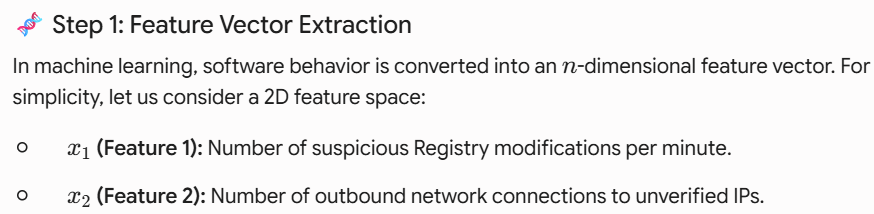 🧬 Step 1: Feature Vector Extraction
In machine learning, software behavior is converted into an n-dimensional feature vector. For
simplicity, let us consider a 2D feature space:
○ x₁ (Feature 1): Number of suspicious Registry modifications per minute.
○ x₂ (Feature 2): Number of outbound network connections to unverified IPs.